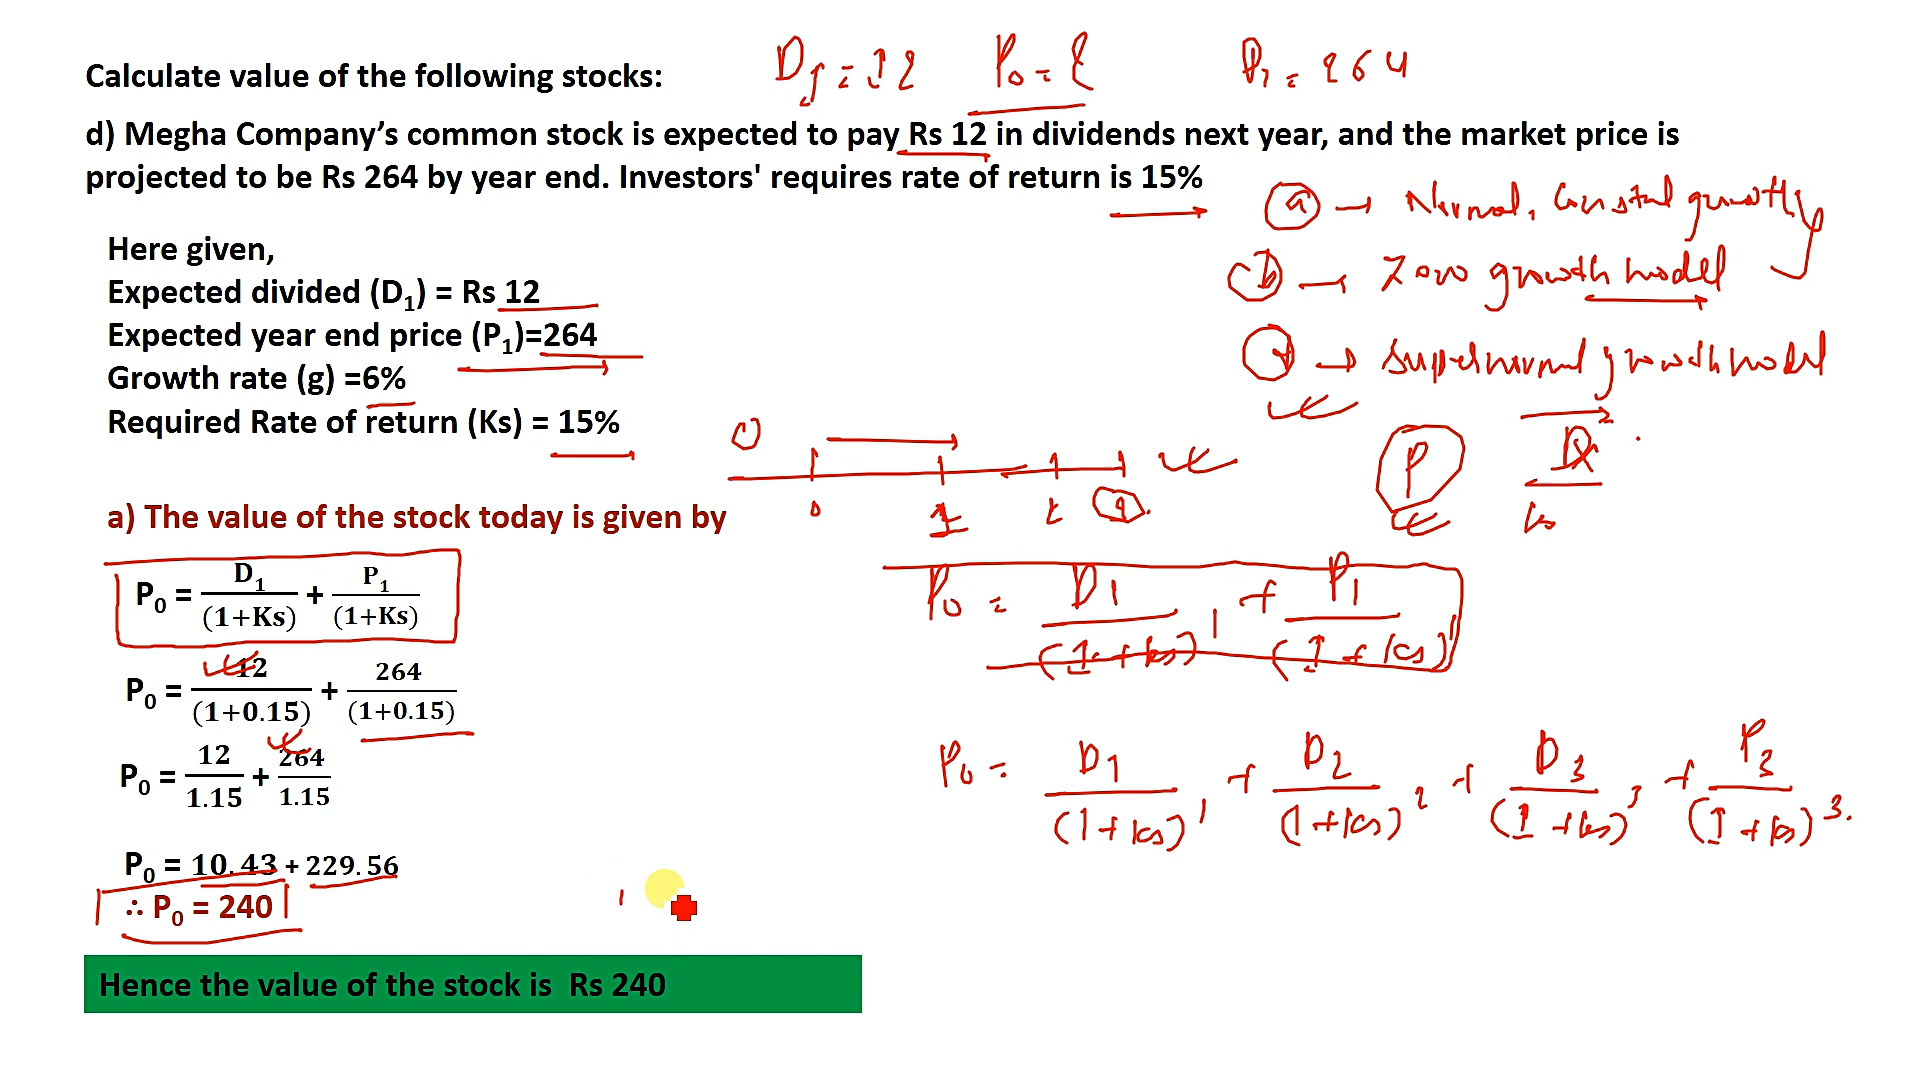 Calculate value of the following stocks:
D₁ = 12 P₀ = ? P₁ = 264
d) Megha Company’s common stock is expected to pay Rs 12 in dividends next year, and the market price is
projected to be Rs 264 by year end. Investors' requires rate of return is 15%
a → Normal, Constant growth
b → Zero growth model
→ Supernormal growth model
Here given,
Expected divided (D₁) = Rs 12
Expected year end price (P₁)=264
Growth rate (g) =6%
Required Rate of return (Ks) = 15%
0 1 2
P
ks
a) The value of the stock today is given by
P₀ = D₁/(1+Ks) + P₁/(1+Ks)
P₀ = 12/(1+0.15) + 264/(1+0.15)
P₀ = 12/1.15 + 264/1.15
P₀ = 10.43 + 229.56
∴ P₀ = 240
P₀ = D₁/(1+ks)¹ + P₁/(1+ks)¹
P₀ = D₁/(1+ks)¹ + D₂/(1+ks)² + D₃/(1+ks)³ + P₃/(1+ks)³
Hence the value of the stock is Rs 240